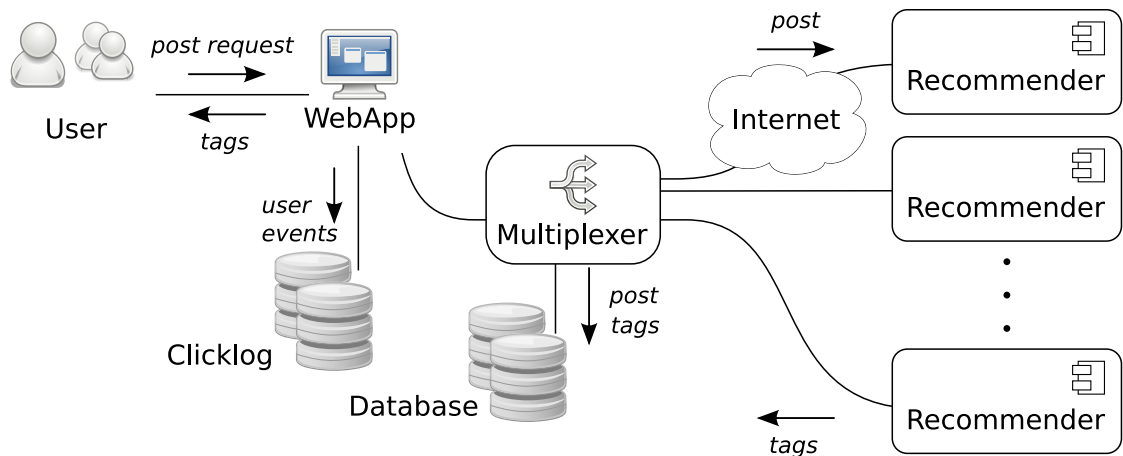 post request
tags
User
WebApp
user
events
Clicklog
Multiplexer
post
tags
Database
post
Internet
Recommender
Recommender
Recommender
tags